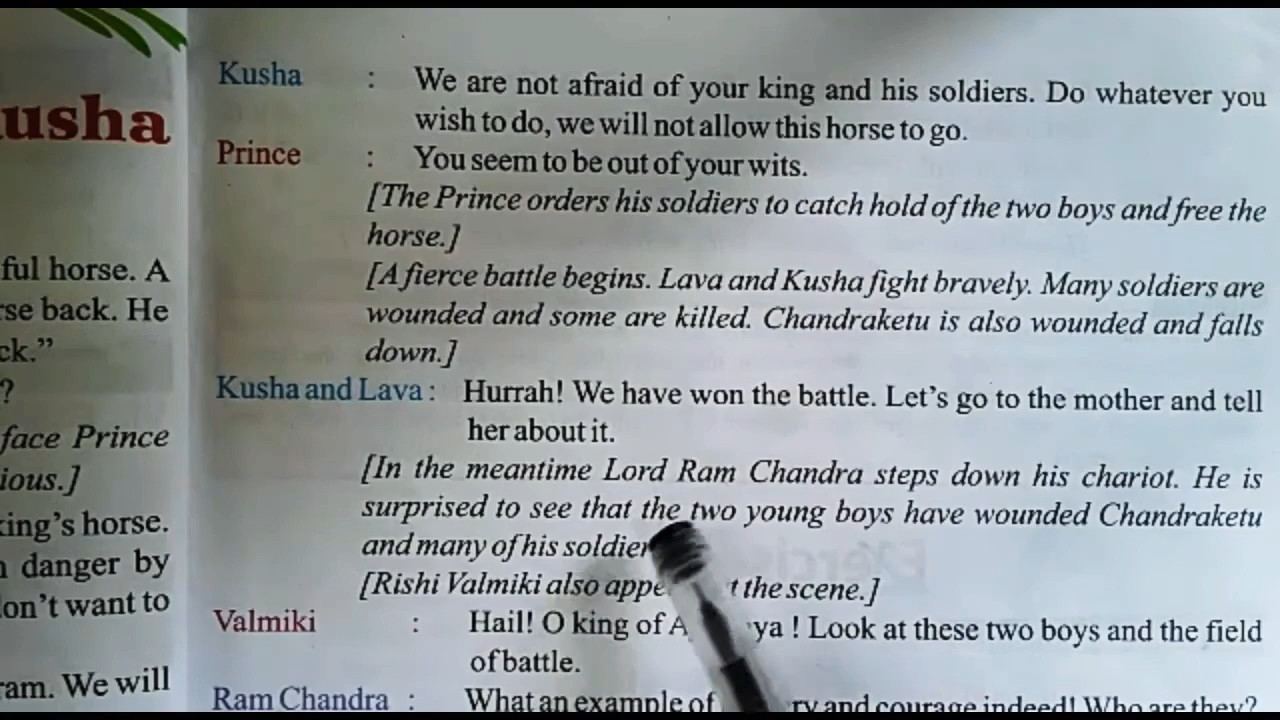 usha
ful horse. A
rse back. He
ck.”
?
face Prince
ious.]
king's horse.
danger by
on't want to
ram. We will
Kusha : We are not afraid of your king and his soldiers. Do whatever you
wish to do, we will not allow this horse to go.
Prince : You seem to be out of your wits.
[The Prince orders his soldiers to catch hold of the two boys and free the
horse.]
[A fierce battle begins. Lava and Kusha fight bravely. Many soldiers are
wounded and some are killed. Chandraketu is also wounded and falls
down.]
Kusha and Lava : Hurrah! We have won the battle. Let's go to the mother and tell
her about it.
[In the meantime Lord Ram Chandra steps down his chariot. He is
surprised to see that the two young boys have wounded Chandraketu
and many of his soldier
[Rishi Valmiki also appe t the scene.]
Valmiki : Hail! O king of A ya ! Look at these two boys and the field
of battle.
Ram Chandra : What an example of ry and courage indeed! Who are they?